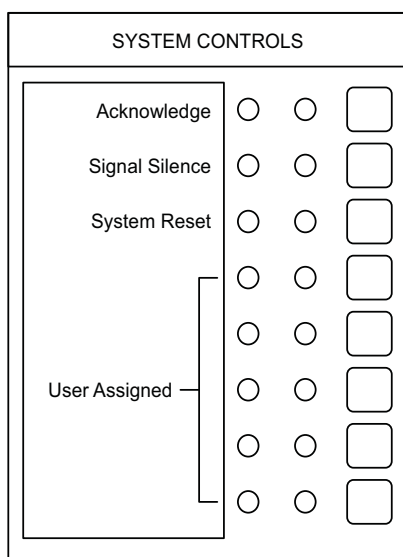 SYSTEM CONTROLS
Acknowledge
Signal Silence
System Reset
User Assigned